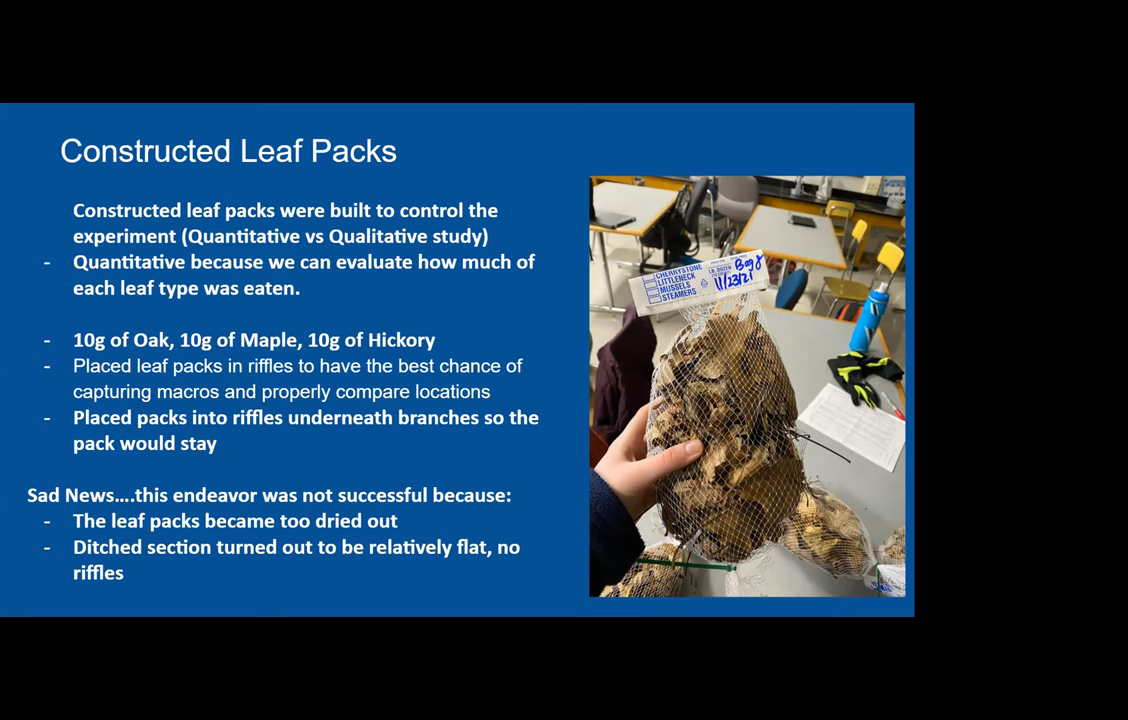 Constructed Leaf Packs
Constructed leaf packs were built to control the
experiment (Quantitative vs Qualitative study)
- Quantitative because we can evaluate how much of
each leaf type was eaten.
- 10g of Oak, 10g of Maple, 10g of Hickory
- Placed leaf packs in riffles to have the best chance of
capturing macros and properly compare locations
- Placed packs into riffles underneath branches so the
pack would stay
Sad News....this endeavor was not successful because:
- The leaf packs became too dried out
- Ditched section turned out to be relatively flat, no
riffles
CHERRYSTONE
LITTLENECK
MUSSELS
STEAMERS
Bag 8
11/23/21